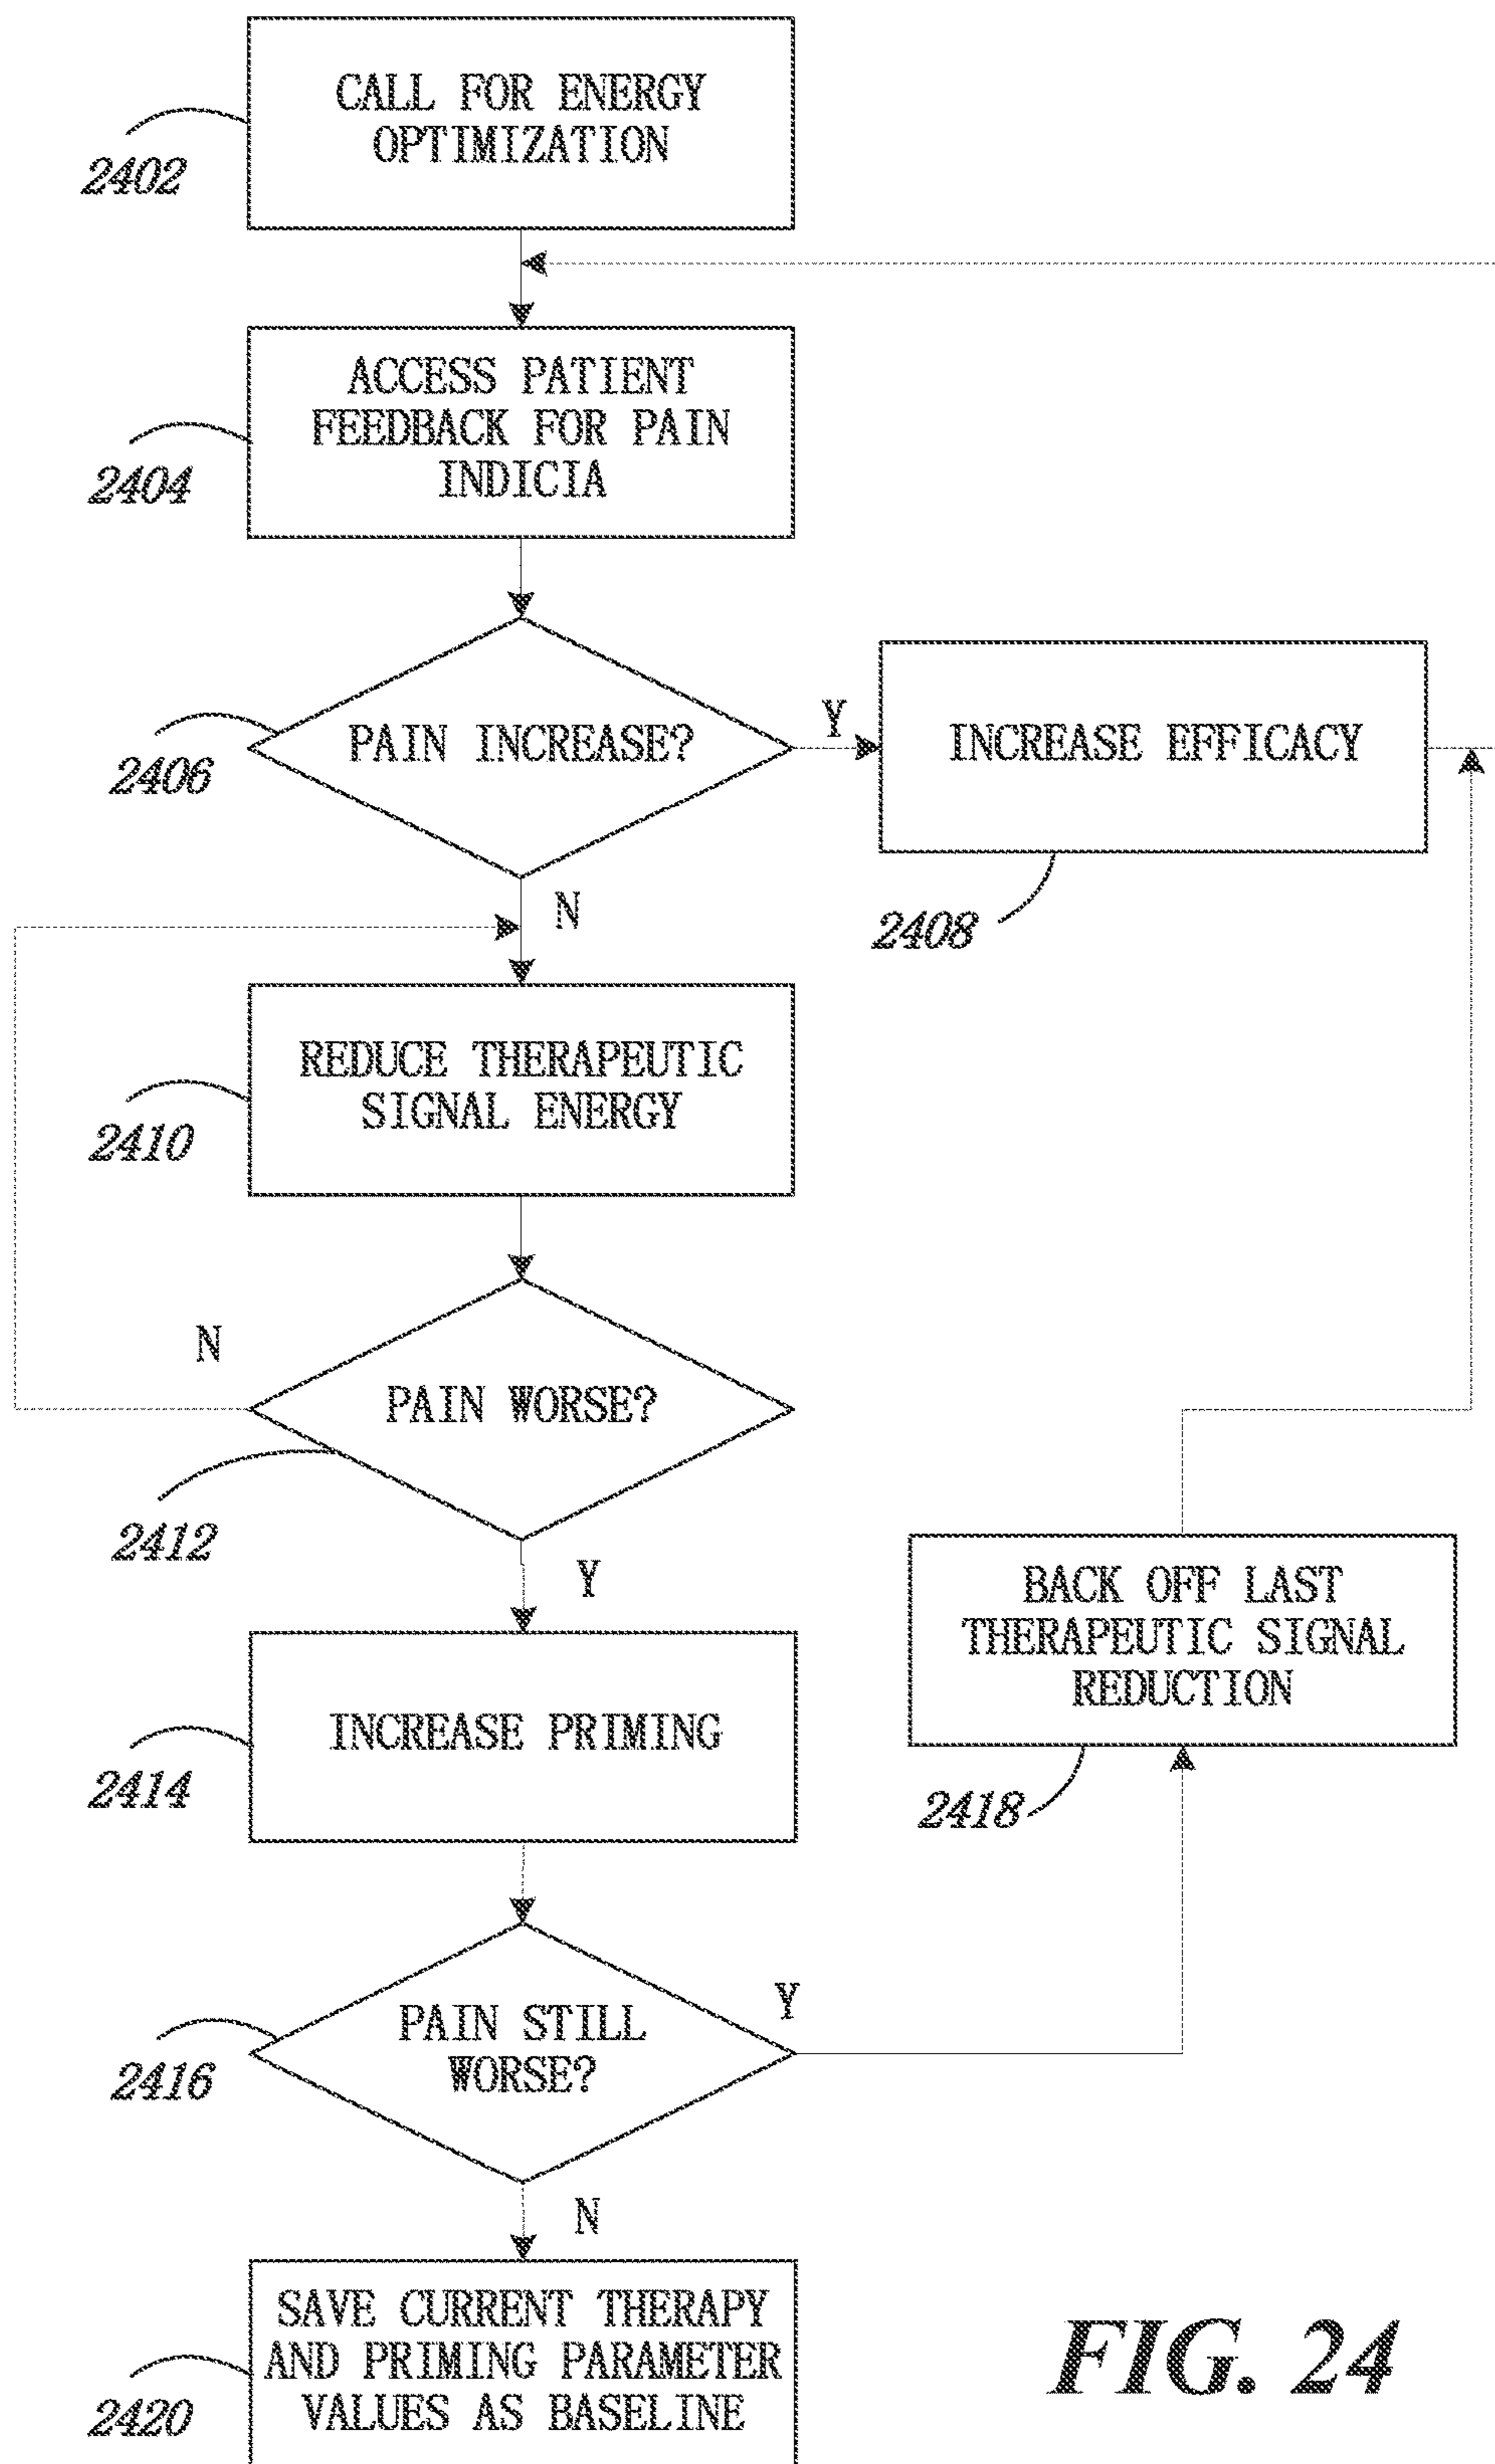 CALL FOR ENERGY
OPTIMIZATION
2402
ACCESS PATIENT
FEEDBACK FOR PAIN
INDICIA
2404
PAIN INCREASE?
2406
Y
INCREASE EFFICACY
2408
N
REDUCE THERAPEUTIC
SIGNAL ENERGY
2410
N
PAIN WORSE?
2412
Y
INCREASE PRIMING
2414
BACK OFF LAST
THERAPEUTIC SIGNAL
REDUCTION
2418
PAIN STILL
WORSE?
2416
Y
N
SAVE CURRENT THERAPY
AND PRIMING PARAMETER
VALUES AS BASELINE
2420
FIG. 24